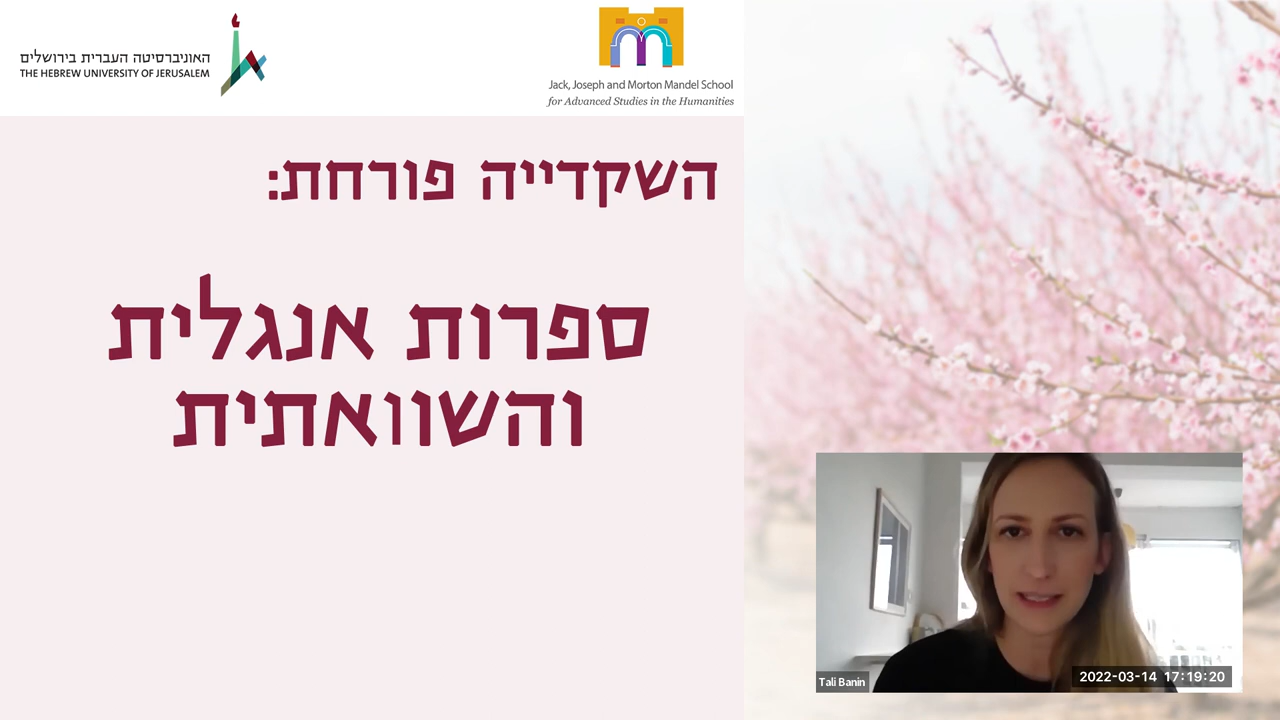 האוניברסיטה העברית בירושלים
THE HEBREW UNIVERSITY OF JERUSALEM
Jack, Joseph and Morton Mandel School
for Advanced Studies in the Humanities
השקדייה פורחת:
ספרות אנגלית
והשוואתית
Tali Banin
2022-03-14 17:19:20